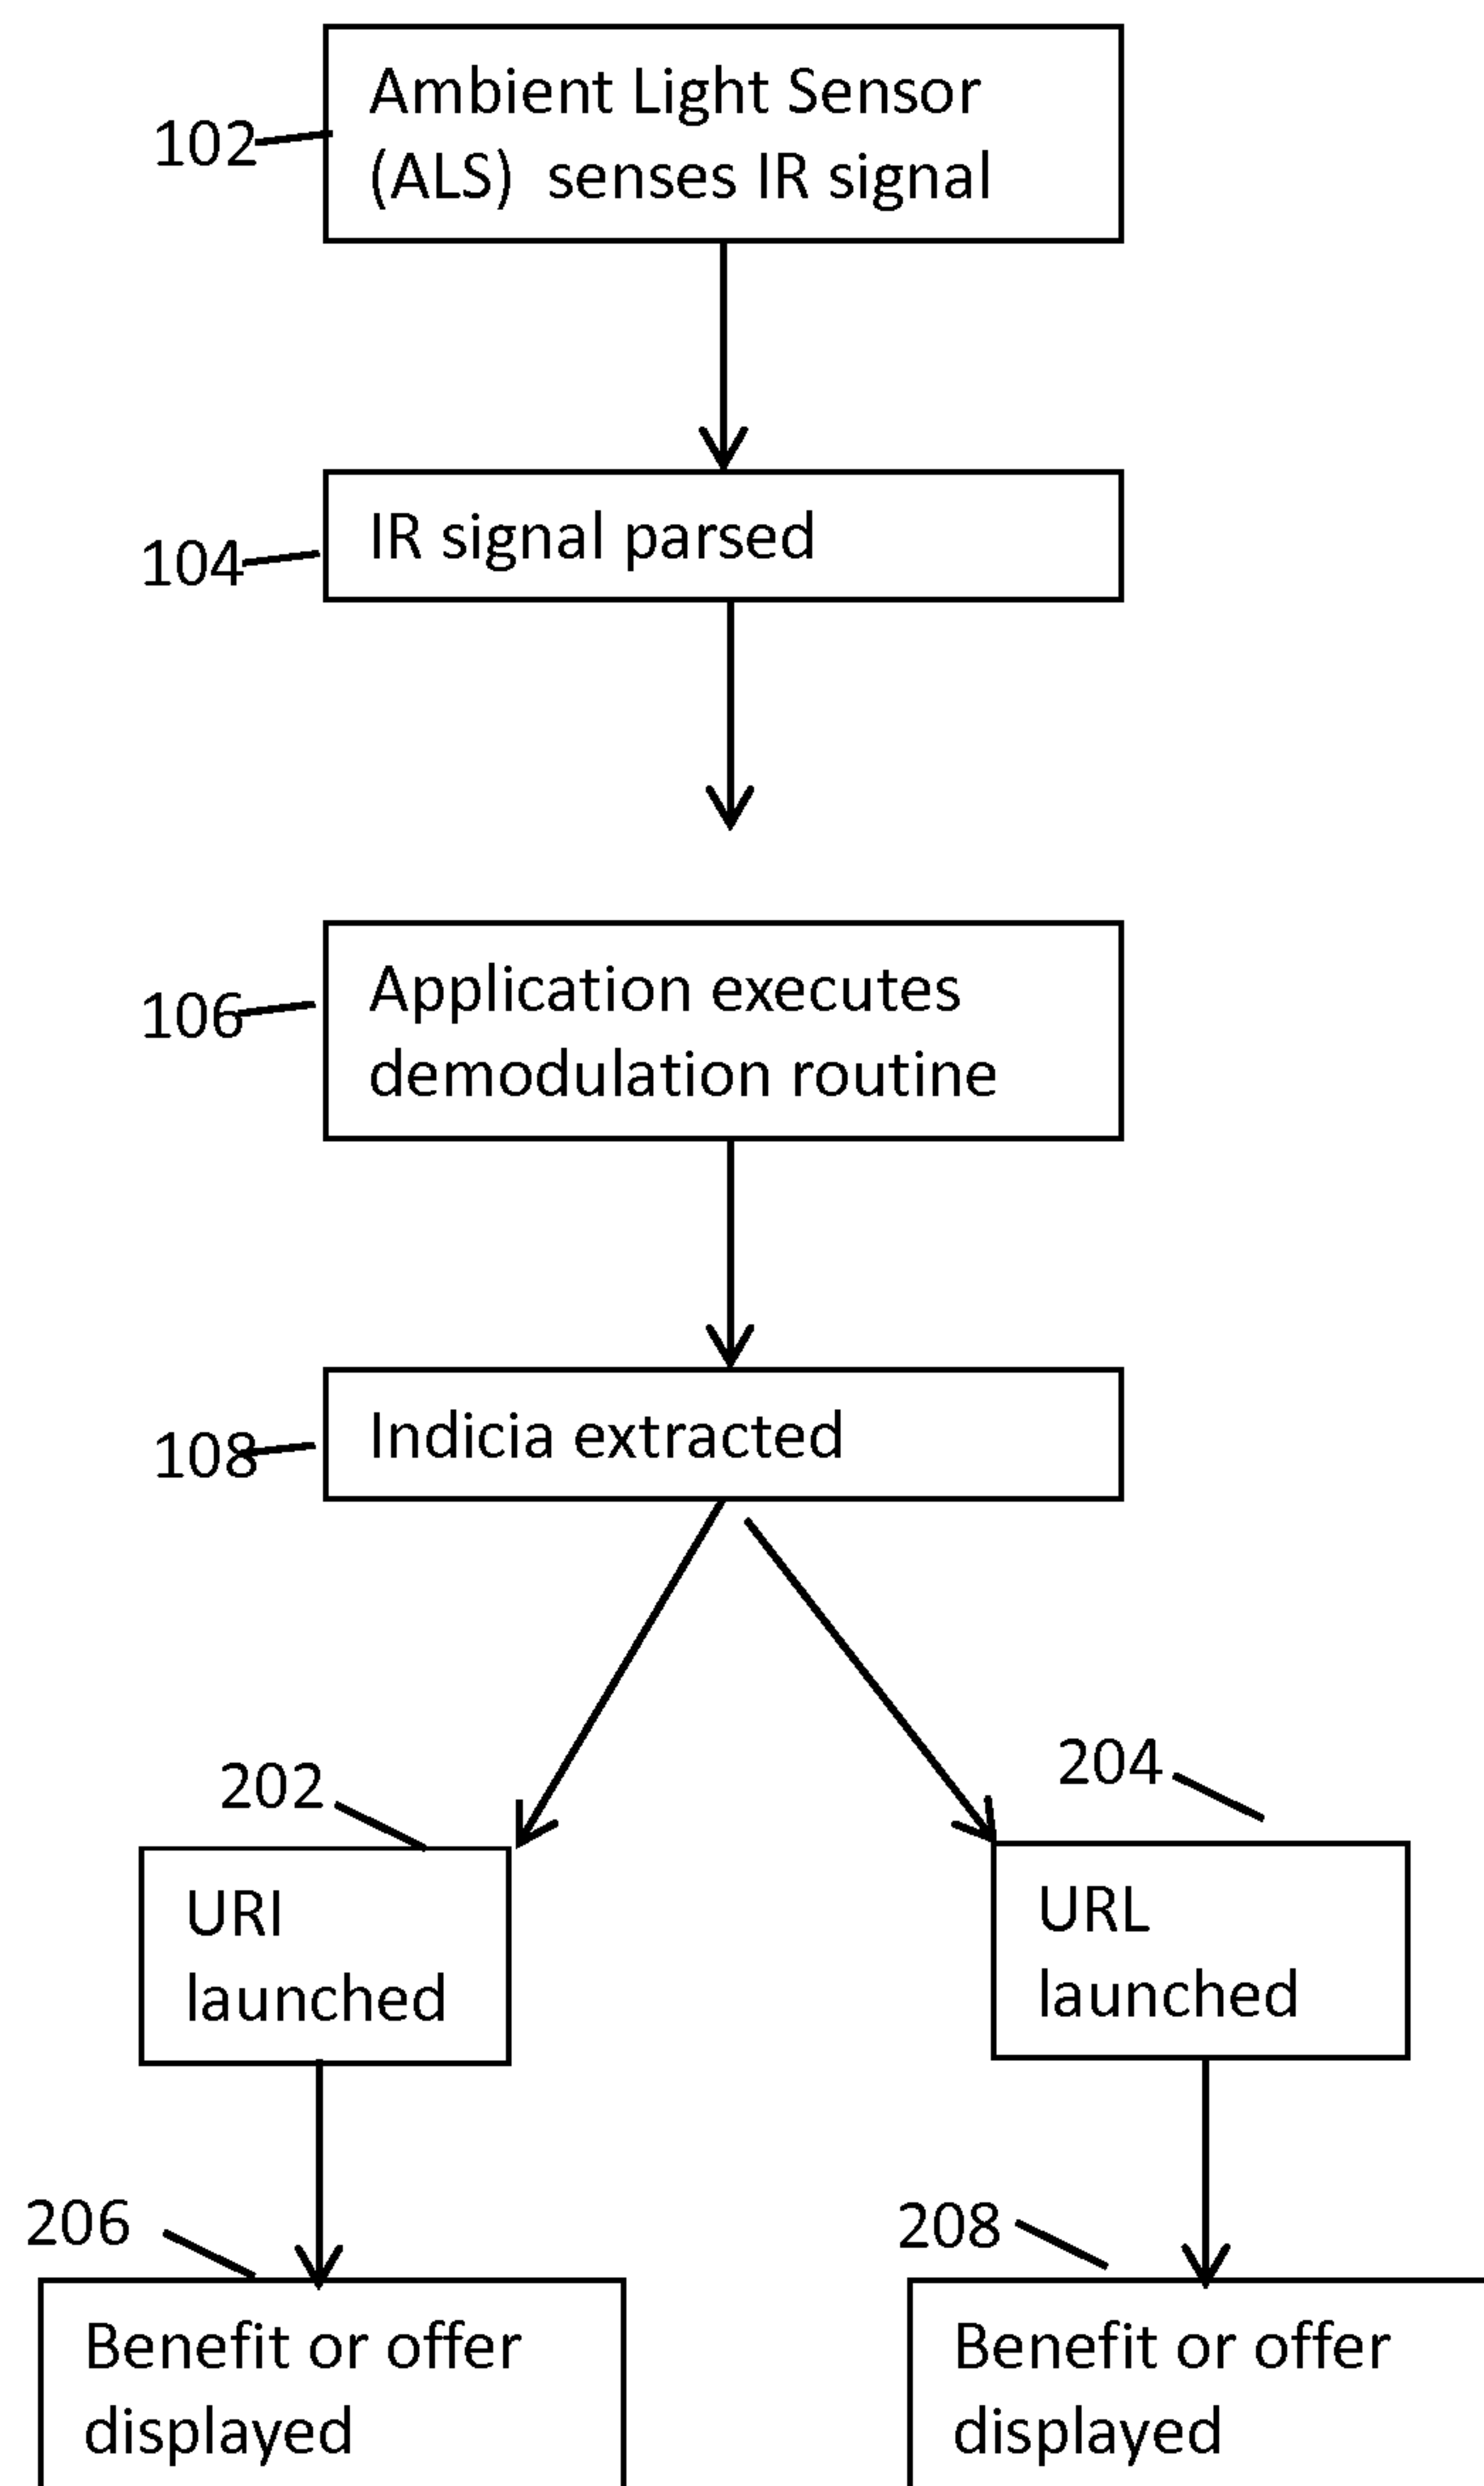 102
Ambient Light Sensor
(ALS) senses IR signal
104
IR signal parsed
106
Application executes
demodulation routine
108
Indicia extracted
202
URI
launched
204
URL
launched
206
Benefit or offer
displayed
208
Benefit or offer
displayed